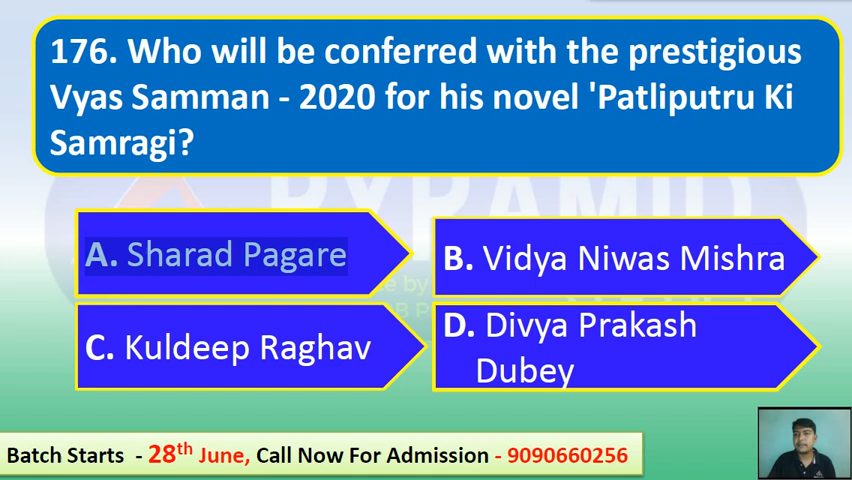 176. Who will be conferred with the prestigious
Vyas Samman - 2020 for his novel 'Patliputru Ki
Samragi?
A. Sharad Pagare
B. Vidya Niwas Mishra
C. Kuldeep Raghav
D. Divya Prakash
Dubey
PYRAMID
Batch Starts - 28th June, Call Now For Admission - 9090660256